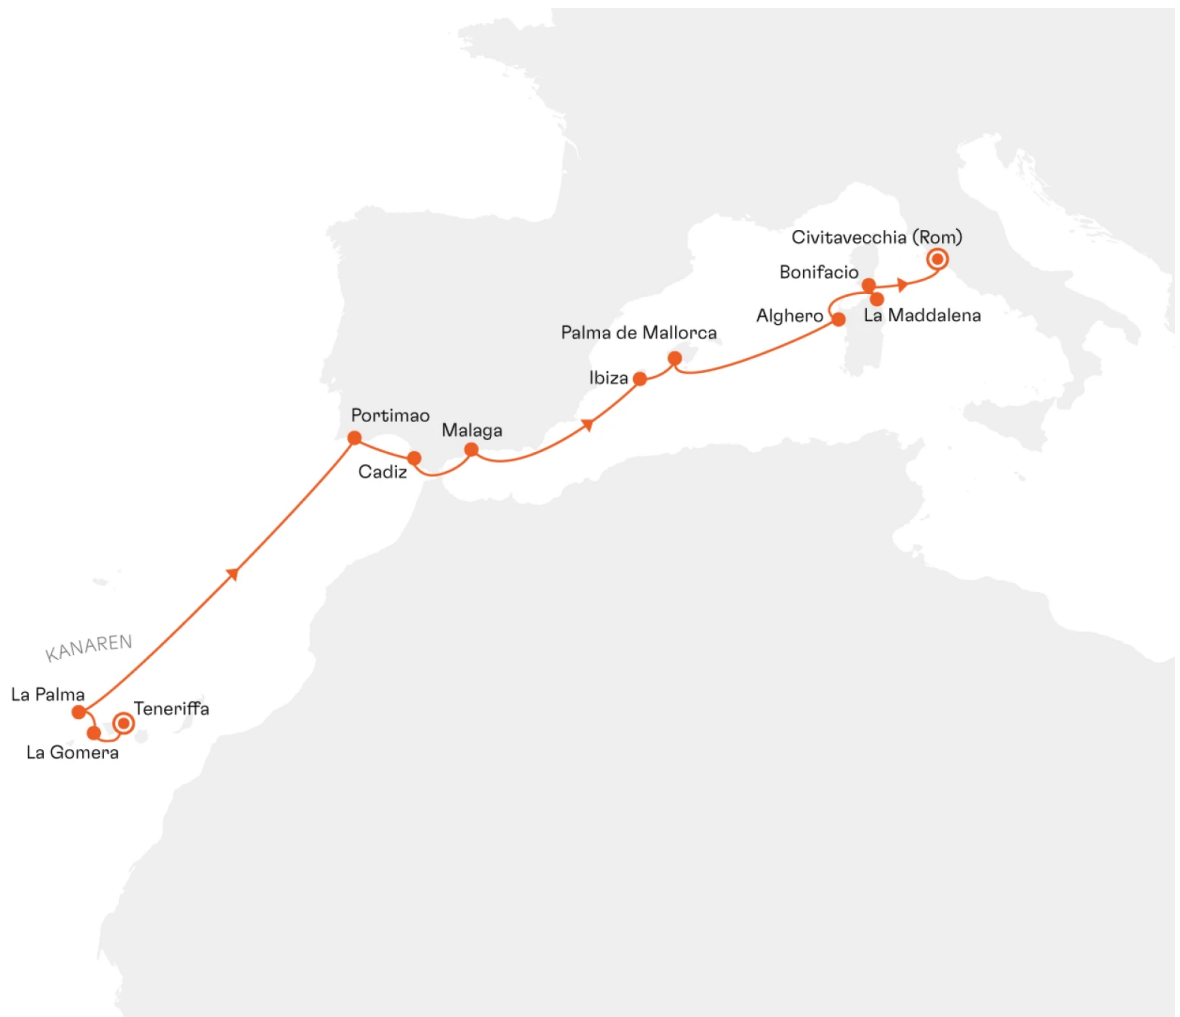 Civitavecchia (Rom)
Bonifacio
Alghero
La Maddalena
Palma de Mallorca
Ibiza
Portimao
Malaga
Cadiz
KANAREN
La Palma
Teneriffa
La Gomera